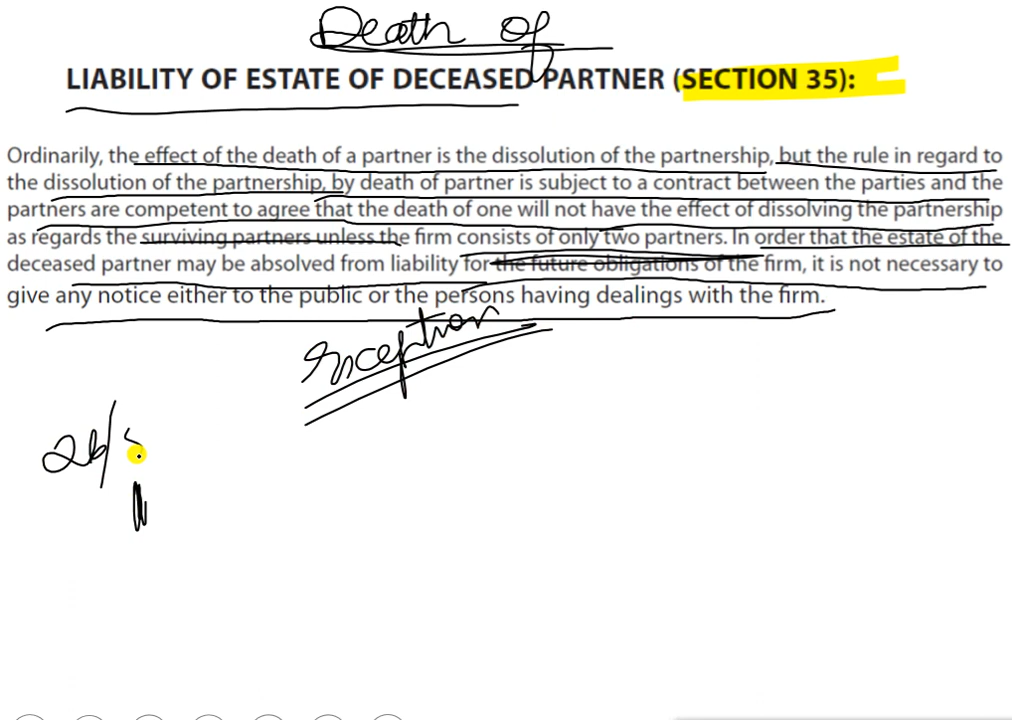 Death of
LIABILITY OF ESTATE OF DECEASED PARTNER (SECTION 35):
Ordinarily, the effect of the death of a partner is the dissolution of the partnership, but the rule in regard to
the dissolution of the partnership, by death of partner is subject to a contract between the parties and the
partners are competent to agree that the death of one will not have the effect of dissolving the partnership
as regards the surviving partners unless the firm consists of only two partners. In order that the estate of the
deceased partner may be absolved from liability for the future obligations of the firm, it is not necessary to
give any notice either to the public or the persons having dealings with the firm.